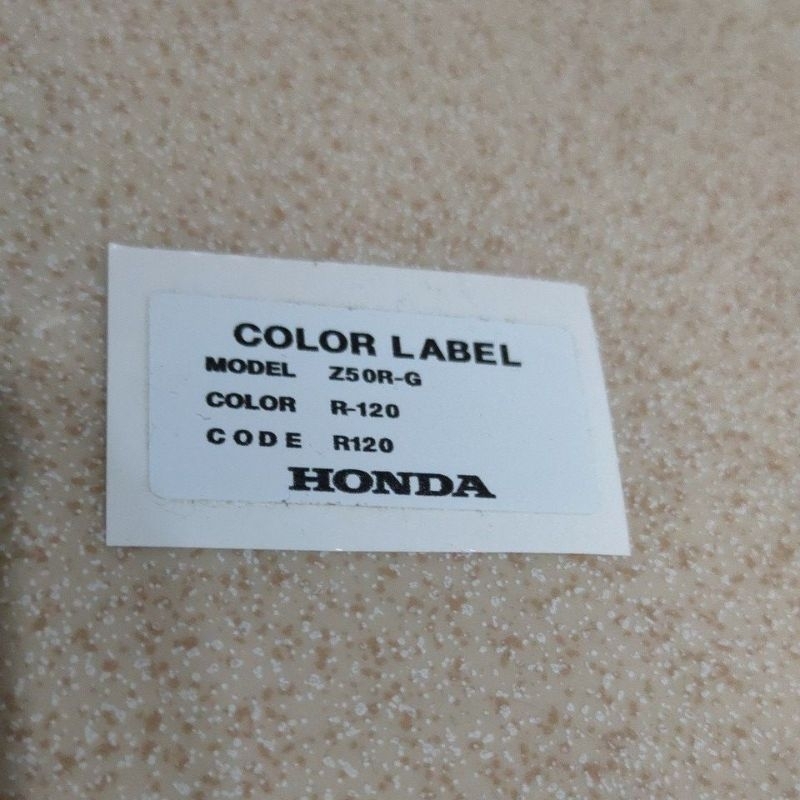 COLOR LABEL
MODEL Z50R-G
COLOR R-120
CODE R120
HONDA